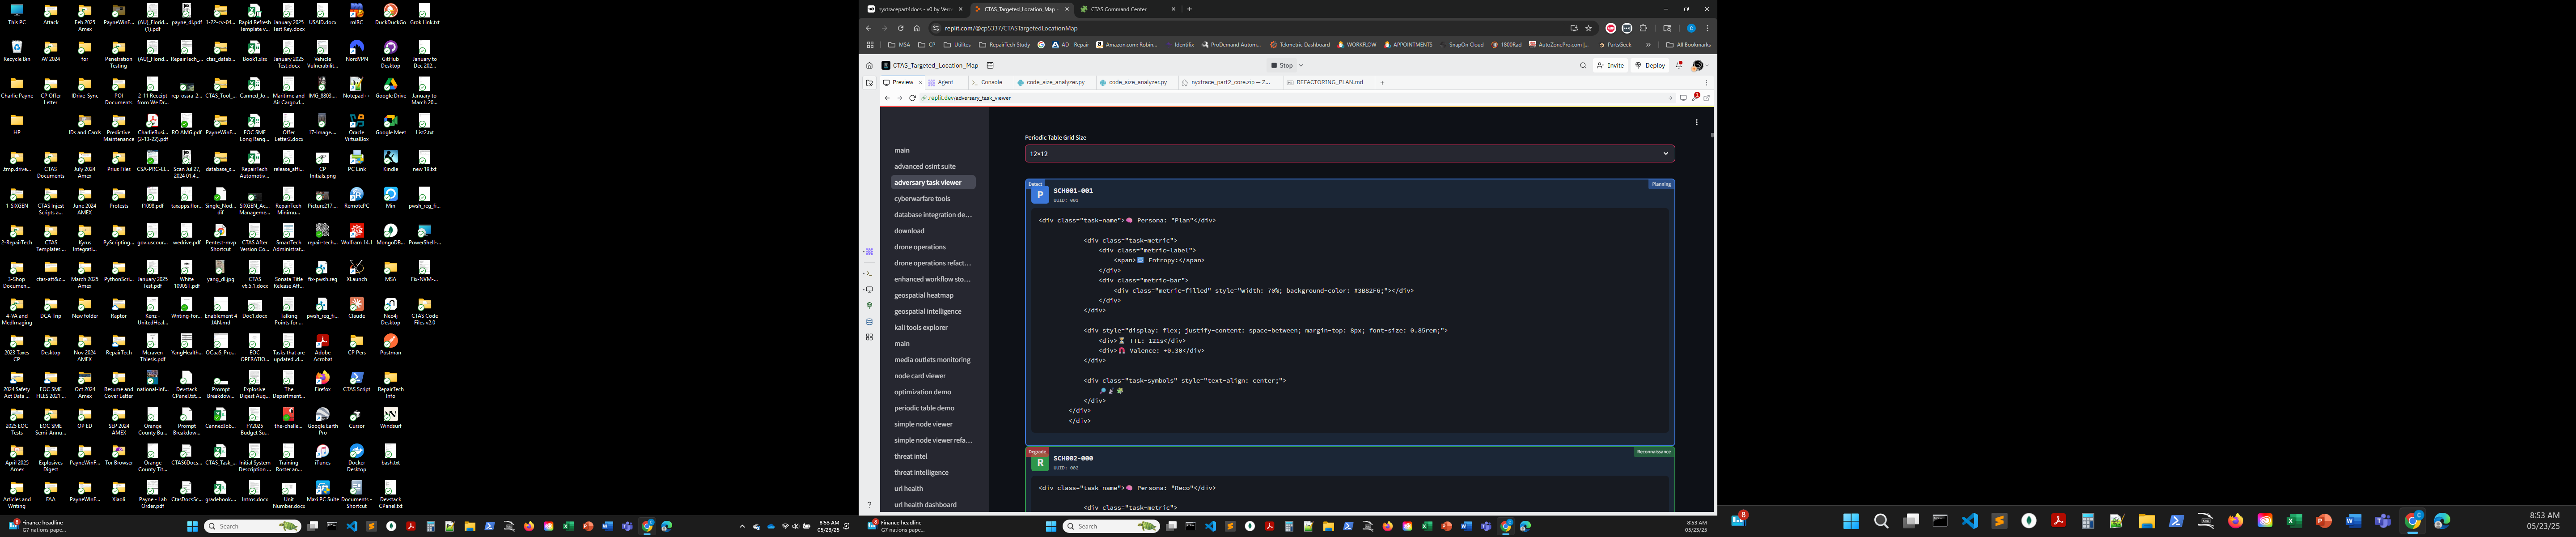 This PC
Attack
Feb 2025 Amex
PayneWinF...
(AU)_Florid... (1).pdf
payne_dl.pdf
1-22-cv-04...
Rapid Refresh Template v...
January 2025 Test Key.docx
USAID.docx
mIRC
DuckDuckGo
Grok Link.txt
Recycle Bin
AV 2024
for
Penetration Testing
(AU)_Florid...
RepairTech_...
ctas_datab...
Book1.xlsx
January 2025 Test.docx
Vehicle Vulnerabilit...
NordVPN
GitHub Desktop
January to Dec 202...
Charlie Payne
CP Offer Letter
iDrive-Sync
POI Documents
2-11 Receipt from We Dr...
rep-ossra-2...
CTAS_Tool_...
Canned_Jo...
Maritime and Air Cargo.d...
IMG_8803....
Notepad++
Google Drive
January to March 20...
HP
IDs and Cards
Predictive Maintenance
CharlieBusi... (2-13-22).pdf
RO AMG.pdf
PayneWinF...
EOC SME Long Rang...
Offer Letter2.docx
17-Image....
Oracle VirtualBox
Google Meet
List2.txt
.tmp.drive...
CTAS Documents
July 2024 Amex
Prius Files
CSA-PRC-LI...
Scan Jul 27, 2024 01.4...
database_s...
RepairTech Automotiv...
release_affi...
CP Initials.png
PC Link
Kindle
new 19.txt
1-SIXGEN
CTAS Injest Scripts a...
June 2024 AMEX
Protests
f1098.pdf
taxapps.flor...
Single_Nod... dif
SIXGEN_Ac... Manageme...
RepairTech Minimu...
Picture217....
RemotePC
Min
pwsh_reg_fi...
2-RepairTech
CTAS Templates ...
Kyrus Integrati...
PyScripting...
gov.uscour...
wedrive.pdf
Pentest-mvp Shortcut
CTAS After Version Co...
SmartTech Administrat...
repair-tech...
Wolfram 14.1
MongoDB...
PowerShell-...
3-Shop Documen...
ctas-att&c...
March 2025 Amex
PythonScri...
January 2025 Test.pdf
White 1090ST.pdf
yang_dl.jpg
CTAS v6.5.1.docx
Sonata Title Release Aff...
fix-pwsh.reg
XLaunch
MSA
Fix-NVM-...
4-VA and MedImaging
DCA Trip
New folder
Raptor
Kenz - UnitedHeal...
Writing-For...
Enablement 4 JAN.md
Doc1.docx
Talking Points for ...
pwsh_reg_fi...
Claude
Neo4j Desktop
CTAS Code Files v2.0
2023 Taxes CP
Desktop
Nov 2024 AMEX
RepairTech
Mcraven Thesis.pdf
YangHealth...
OCaaS_Pro...
EOC OPERATIO...
Tasks that are updated .d...
Adobe Acrobat
CP Pers
Postman
2024 Safety Act Data ...
EOC SME FILES 2021 ...
Oct 2024 Amex
Resume and Cover Letter
national-inf...
Devstack CPanel.txt...
Prompt Breakdow...
Explosive Digest Aug...
The Department...
Firefox
CTAS Script
RepairTech Info
2025 EOC Tests
EOC SME Semi-Annu...
OP ED
SEP 2024 AMEX
Orange County Bu...
Prompt Breakdow...
CannedJob...
FY2025 Budget Su...
the-challe...
Google Earth Pro
Cursor
Windsurf
April 2025 Amex
Explosives Digest
PayneWinF...
Tor Browser
Orange County Tit...
CTAS6Docs...
CTAS_Task_...
Initial System Description ...
Training Roster an...
iTunes
Docker Desktop
bash.txt
Articles and Writing
FAA
PayneWinF...
Xiaoli
Payne - Lab Order.pdf
CtasDocsSc...
gradebook....
Intros.docx
Unit Number.docx
Maxi PC Suite
Documents - Shortcut
Devstack CPanel.txt
Finance headline
G7 nations pape...
Search
8:53 AM
05/23/25
nyxtracepart4docs - v0 by Verc
CTAS_Targeted_Location_Map
CTAS Command Center
replit.com/@cp5337/CTASTargetedLocationMap
MSA
CP
Utilites
RepairTech Study
AD - Repair
Amazon.com: Robin...
Identifix
ProDemand Autom...
Telmetric Dashboard
WORKFLOW
APPOINTMENTS
SnapOn Cloud
1800Rad
AutoZonePro.com |...
PartsGeek
All Bookmarks
CTAS_Targeted_Location_Map
Stop
Invite
Deploy
Preview
Agent
Console
code_size_analyzer.py
code_size_analyzer.py
nyxtrace_part2_core.zip — Z...
REFACTORING_PLAN.md
.replit.dev/adversary_task_viewer
1
main
advanced osint suite
adversary task viewer
cyberwarfare tools
database integration de...
download
drone operations
drone operations refact...
enhanced workflow sto...
geospatial heatmap
geospatial intelligence
kali tools explorer
main
media outlets monitoring
node card viewer
optimization demo
periodic table demo
simple node viewer
simple node viewer refa...
threat intel
threat intelligence
url health
url health dashboard
Periodic Table Grid Size
12×12
Detect
Planning
P
SCH001-001
UUID: 001
<div class="task-name">🧠 Persona: "Plan"</div>
<div class="task-metric">
<div class="metric-label">
<span>🟦 Entropy:</span>
</div>
<div class="metric-bar">
<div class="metric-filled" style="width: 70%; background-color: #3B82F6;"></div>
</div>
</div>
<div style="display: flex; justify-content: space-between; margin-top: 8px; font-size: 0.85rem;">
<div>⏳ TTL: 121s</div>
<div>🧲 Valence: +0.30</div>
</div>
<div class="task-symbols" style="text-align: center;">
</div>
</div>
</div>
Degrade
Reconnaissance
R
SCH002-000
UUID: 002
<div class="task-name">🧠 Persona: "Reco"</div>
<div class="task-metric">
Finance headline
G7 nations pape...
Search
8:53 AM
05/23/25
8
8:53 AM
05/23/25